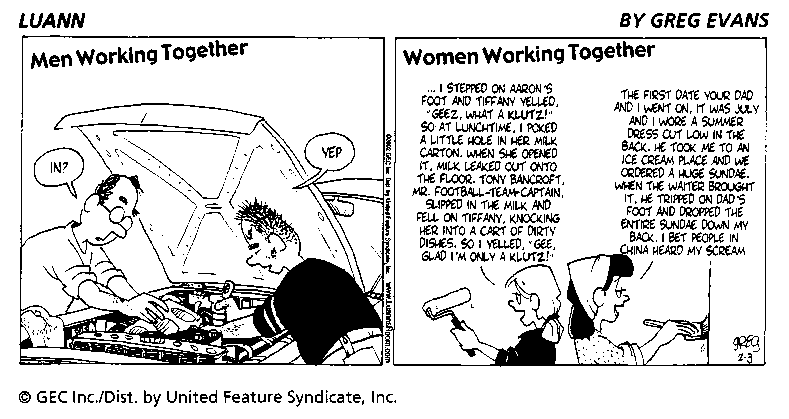 LUANN
BY GREG EVANS
Men Working Together
IN?
YEP
Women Working Together
... I STEPPED ON AARON'S
FOOT AND TIFFANY YELLED,
"GEEZ, WHAT A KLUTZ!"
SO AT LUNCHTIME, I POKED
A LITTLE HOLE IN HER MILK
CARTON. WHEN SHE OPENED
IT, MILK LEAKED OUT ONTO
THE FLOOR. TONY BANCROFT,
MR. FOOTBALL-TEAM-CAPTAIN,
SLIPPED IN THE MILK AND
FELL ON TIFFANY, KNOCKING
HER INTO A CART OF DIRTY
DISHES. SO I YELLED, "GEE,
GLAD I'M ONLY A KLUTZ!"
THE FIRST DATE YOUR DAD
AND I WENT ON, IT WAS JULY
AND I WORE A SUMMER
DRESS CUT LOW IN THE
BACK. HE TOOK ME TO AN
ICE CREAM PLACE AND WE
ORDERED A HUGE SUNDAE.
WHEN THE WAITER BROUGHT
IT, HE TRIPPED ON DAD'S
FOOT AND DROPPED THE
ENTIRE SUNDAE DOWN MY
BACK. I BET PEOPLE IN
CHINA HEARD MY SCREAM
GREG
2-3
© GEC Inc./Dist. by United Feature Syndicate, Inc.